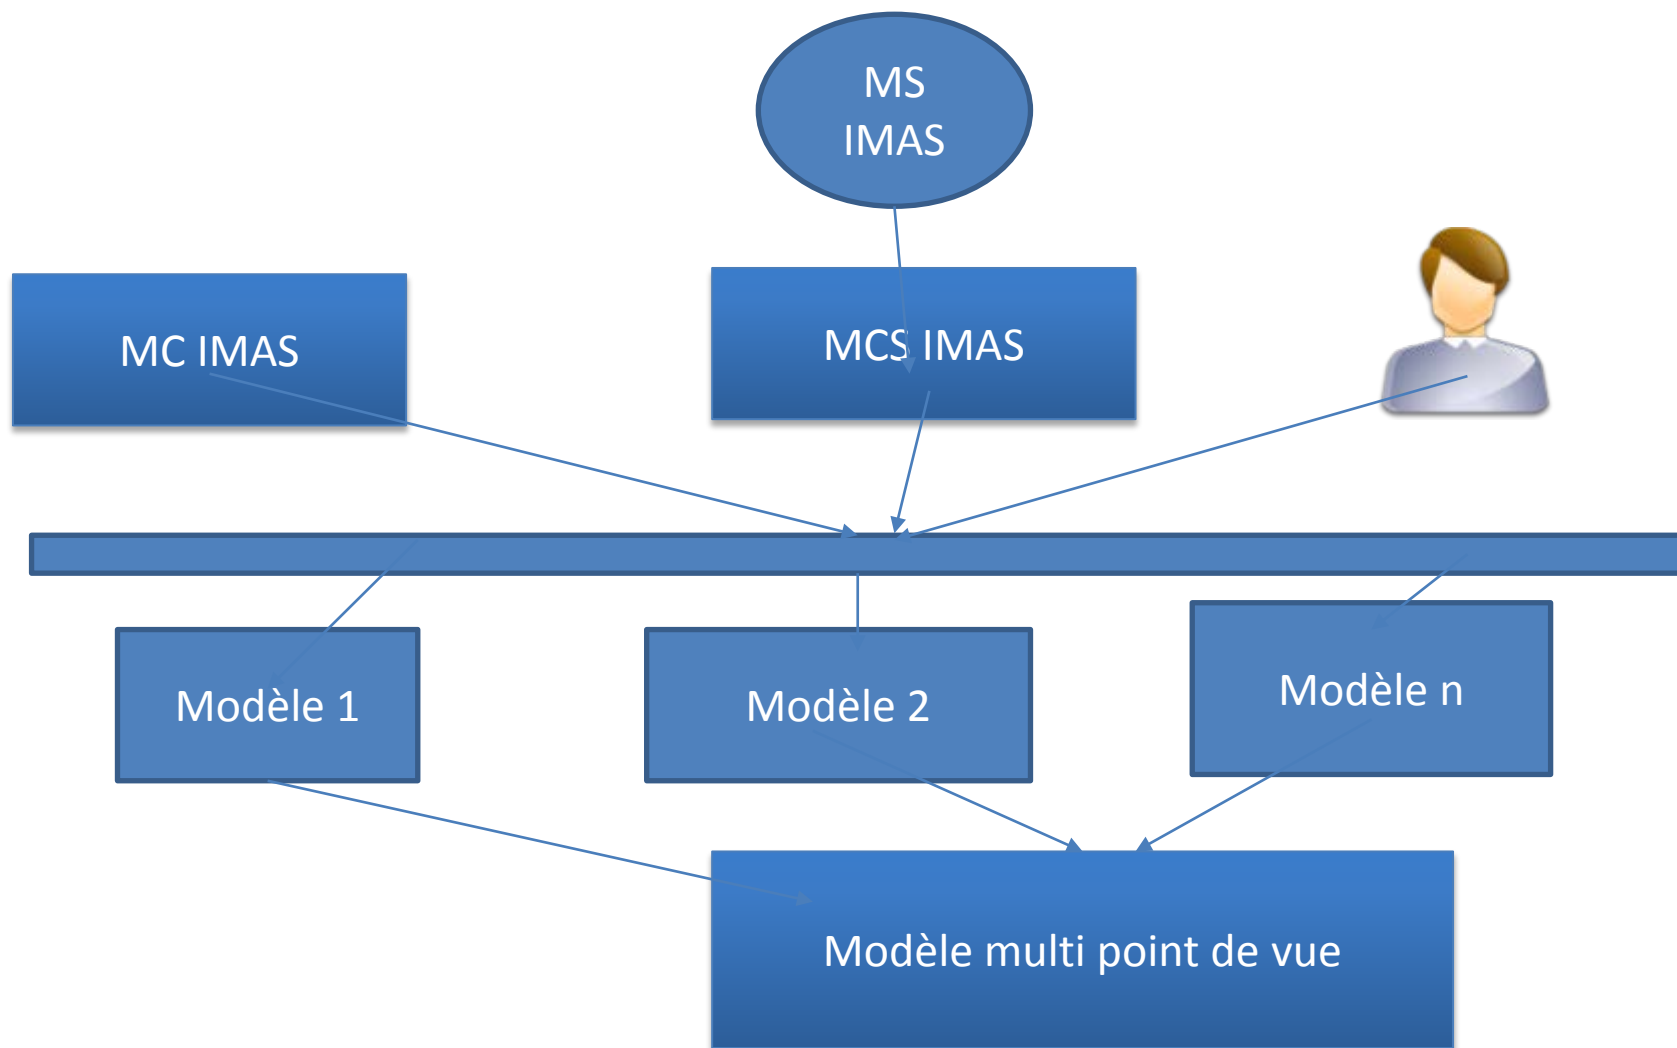 MS
IMAS
MC IMAS
MCS IMAS
Modèle 1
Modèle 2
Modèle n
Modèle multi point de vue